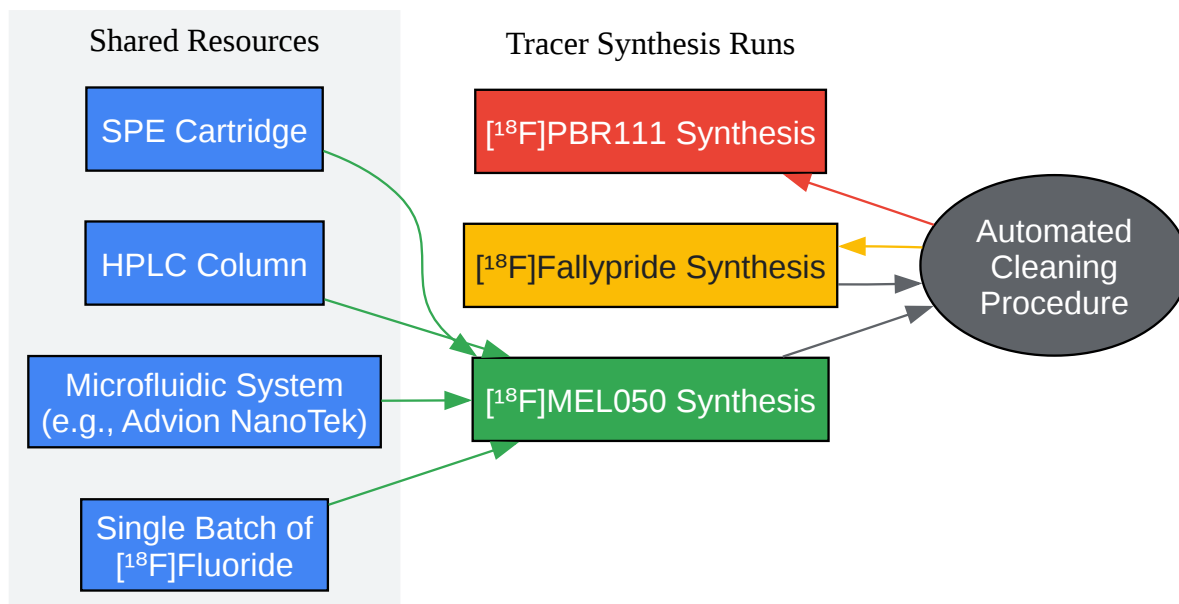 Shared Resources
SPE Cartridge
HPLC Column
Microfluidic System
(e.g., Advion NanoTek)
Single Batch of
[¹⁸F]Fluoride
Tracer Synthesis Runs
[¹⁸F]PBR111 Synthesis
[¹⁸F]Fallypride Synthesis
[¹⁸F]MEL050 Synthesis
Automated
Cleaning
Procedure